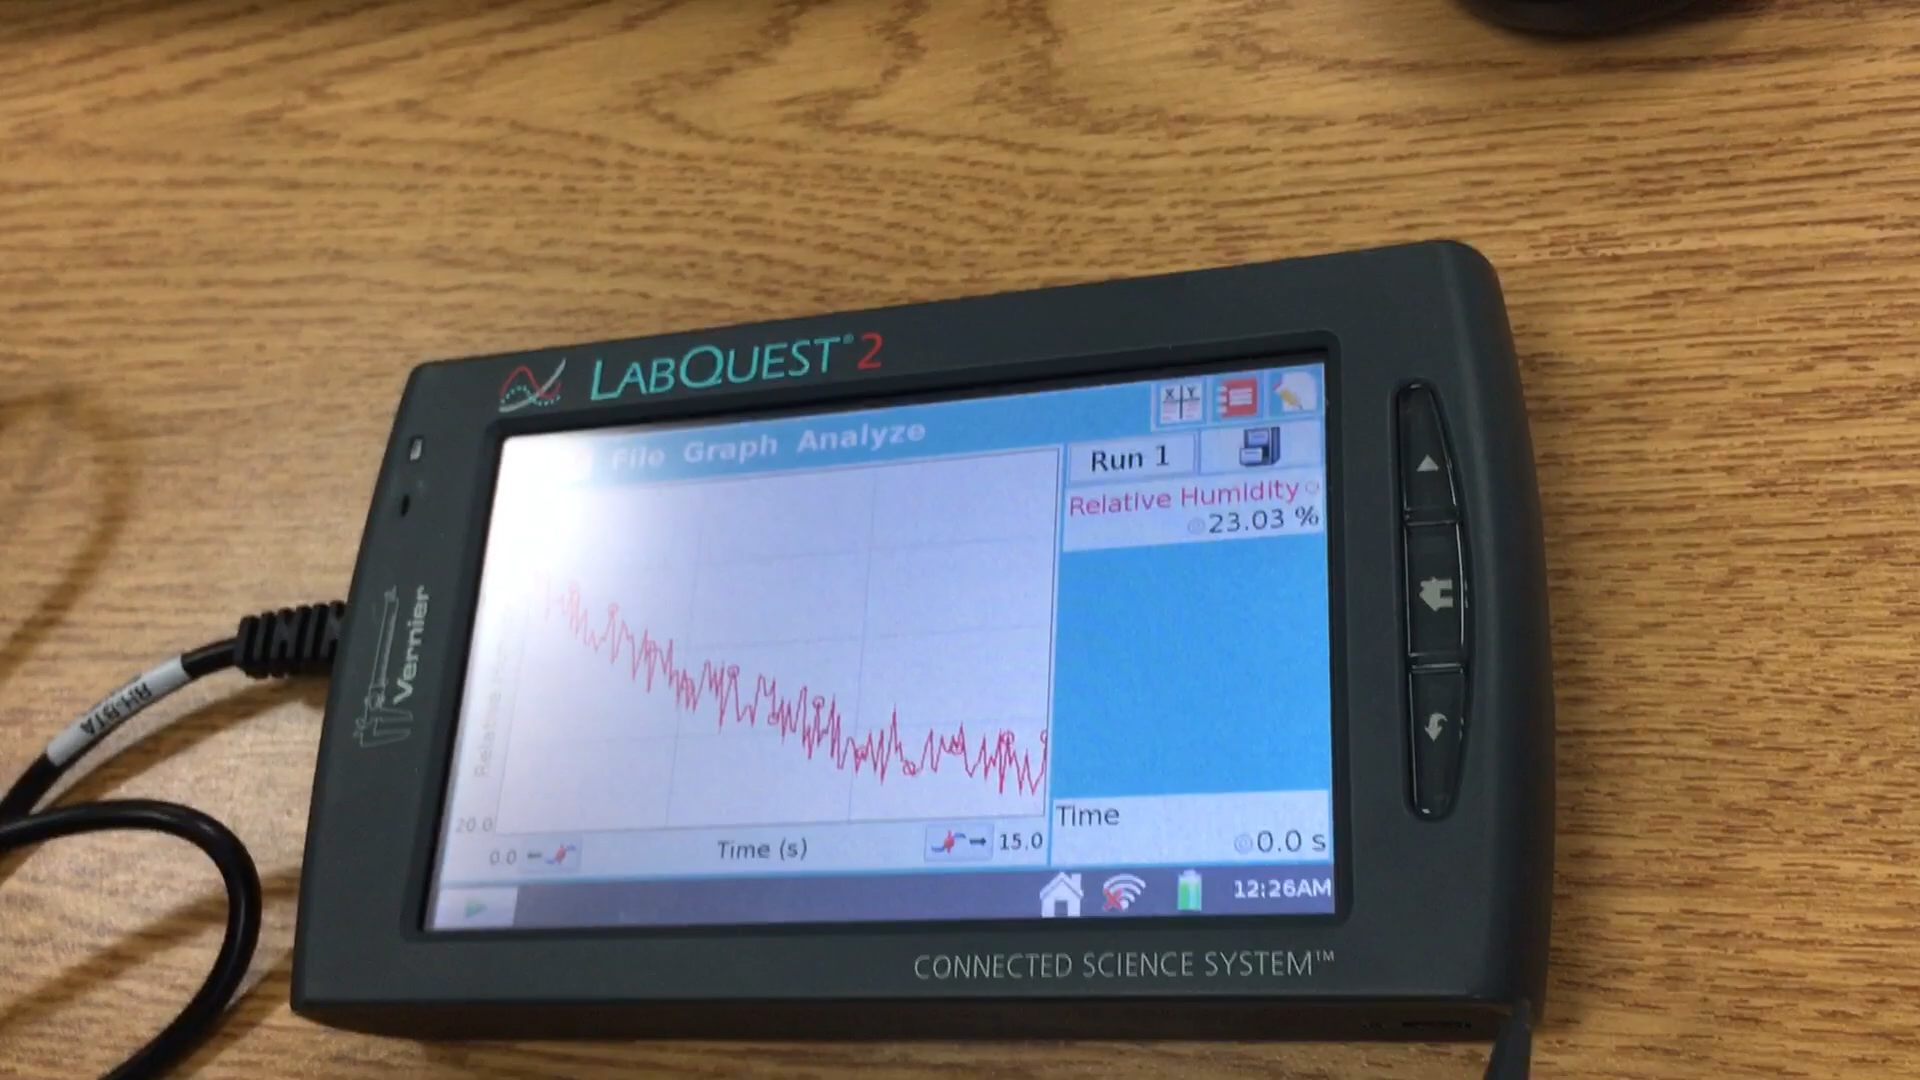 LABQUEST® 2
File Graph Analyze
X Y
Run 1
Relative Humidity
23.03 %
Relative
20.0
0.0
Time (s)
15.0
Time
0.0 s
12:26AM
Vernier
RH-BTA
CONNECTED SCIENCE SYSTEM™